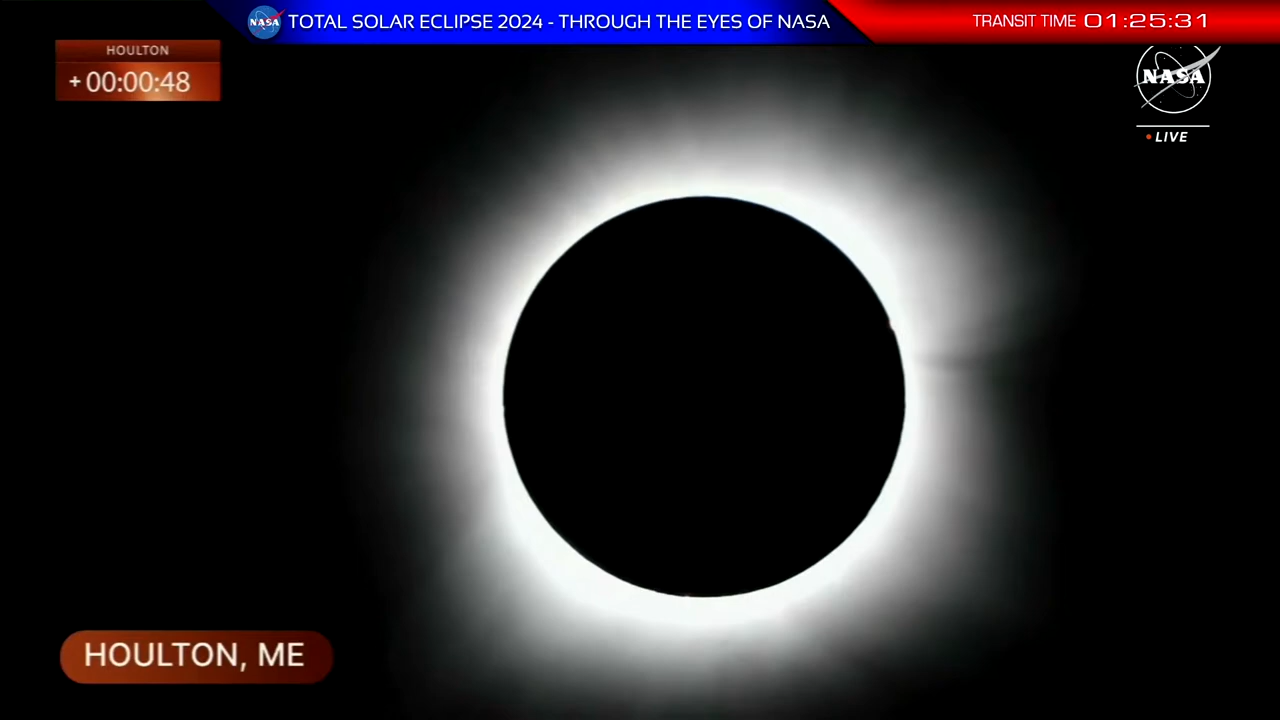 NASA TOTAL SOLAR ECLIPSE 2024 - THROUGH THE EYES OF NASA
TRANSIT TIME 01:25:31
HOULTON
+00:00:48
NASA
LIVE
HOULTON, ME